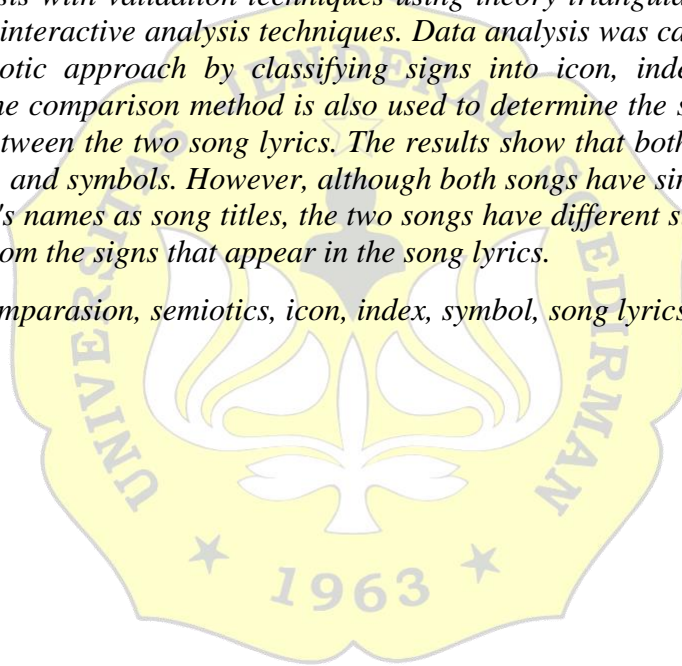 with validation techniques using theory triangula
interactive analysis techniques. Data analysis was ca
otic approach by classifying signs into icon, inde
comparison method is also used to determine the s
tween the two song lyrics. The results show that both
and symbols. However, although both songs have sin
's names as song titles, the two songs have different s
om the signs that appear in the song lyrics.
mparasion, semiotics, icon, index, symbol, song lyrics
UNIVERSITAS JENDERAL SOEDIRMAN
1963